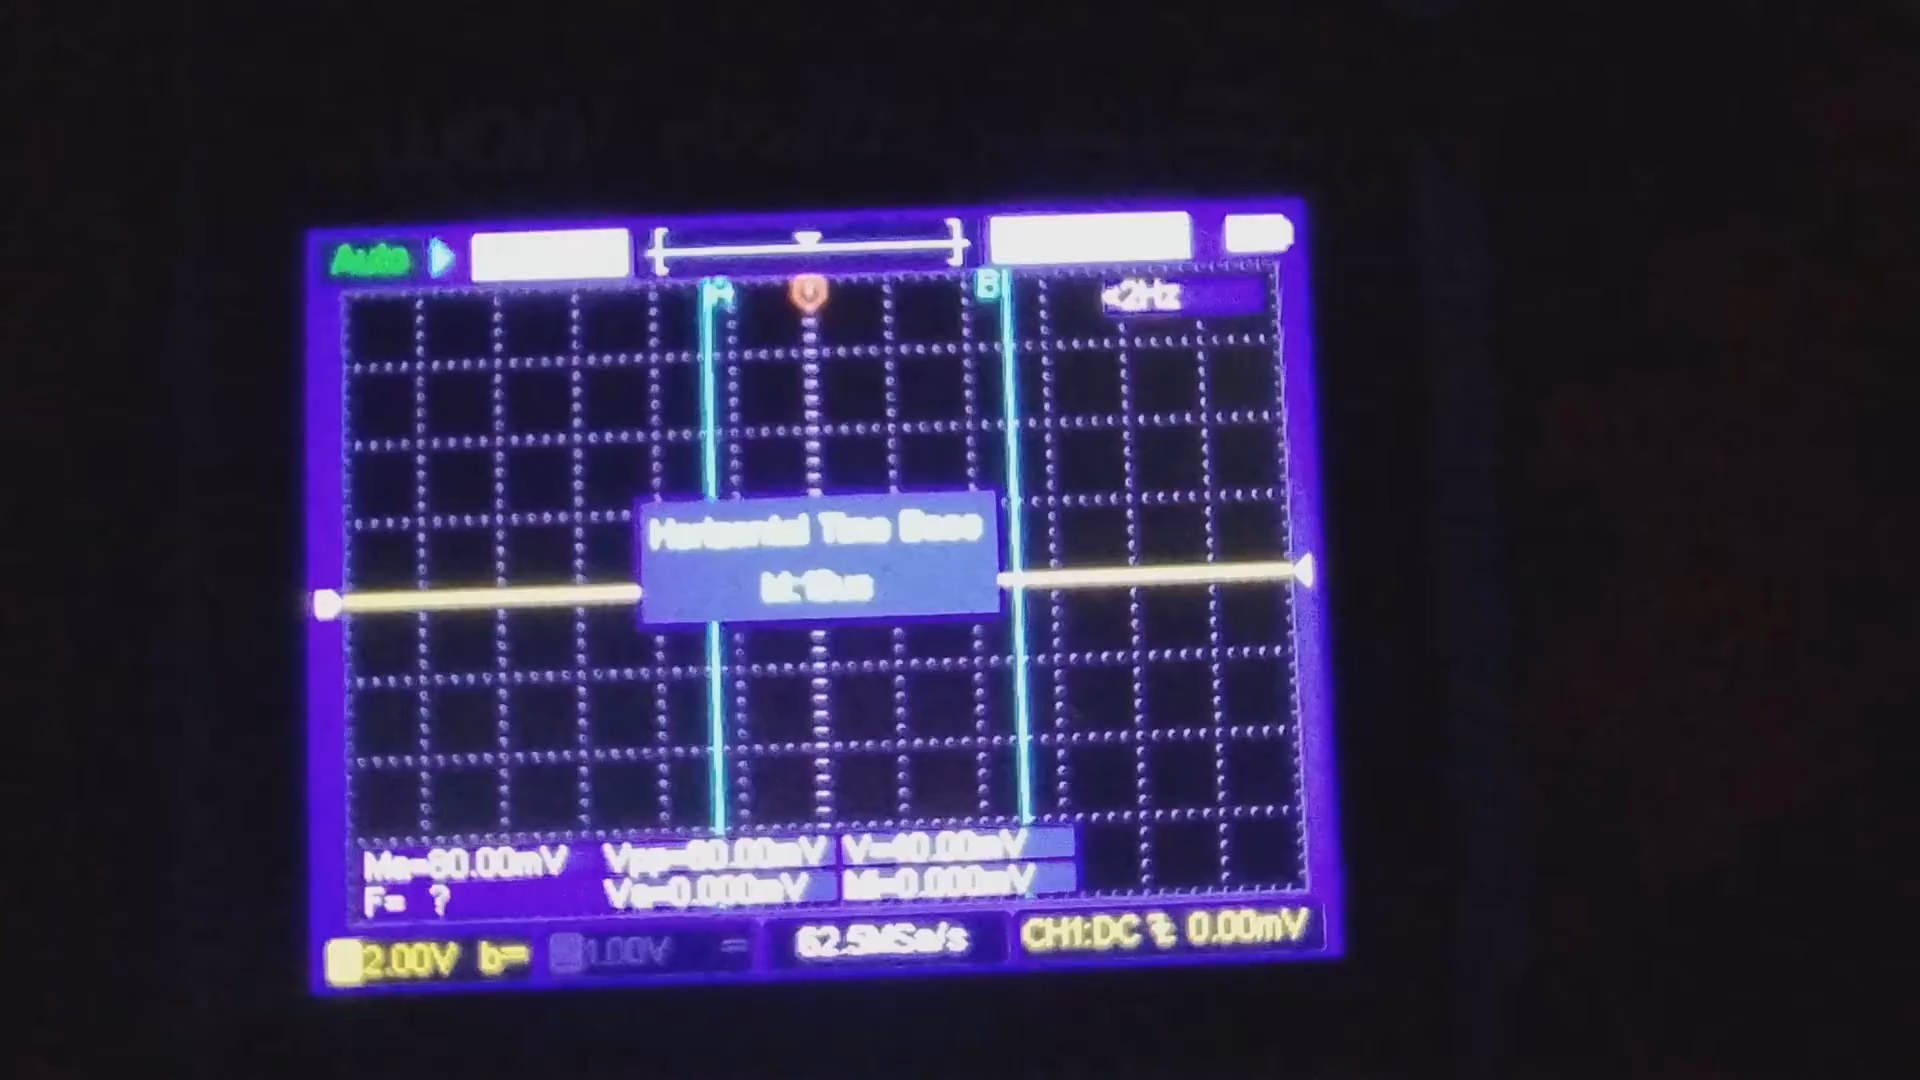 Auto
A
B
<2Hz
Horizontal Time Base
Ma=80.00mV
Vpp=80.00mV
V=40.00mV
F= ?
Va=0.000mV
Mi=0.000mV
2.00V
1.00V
62.5MSa/s
CH1:DC
0.00mV